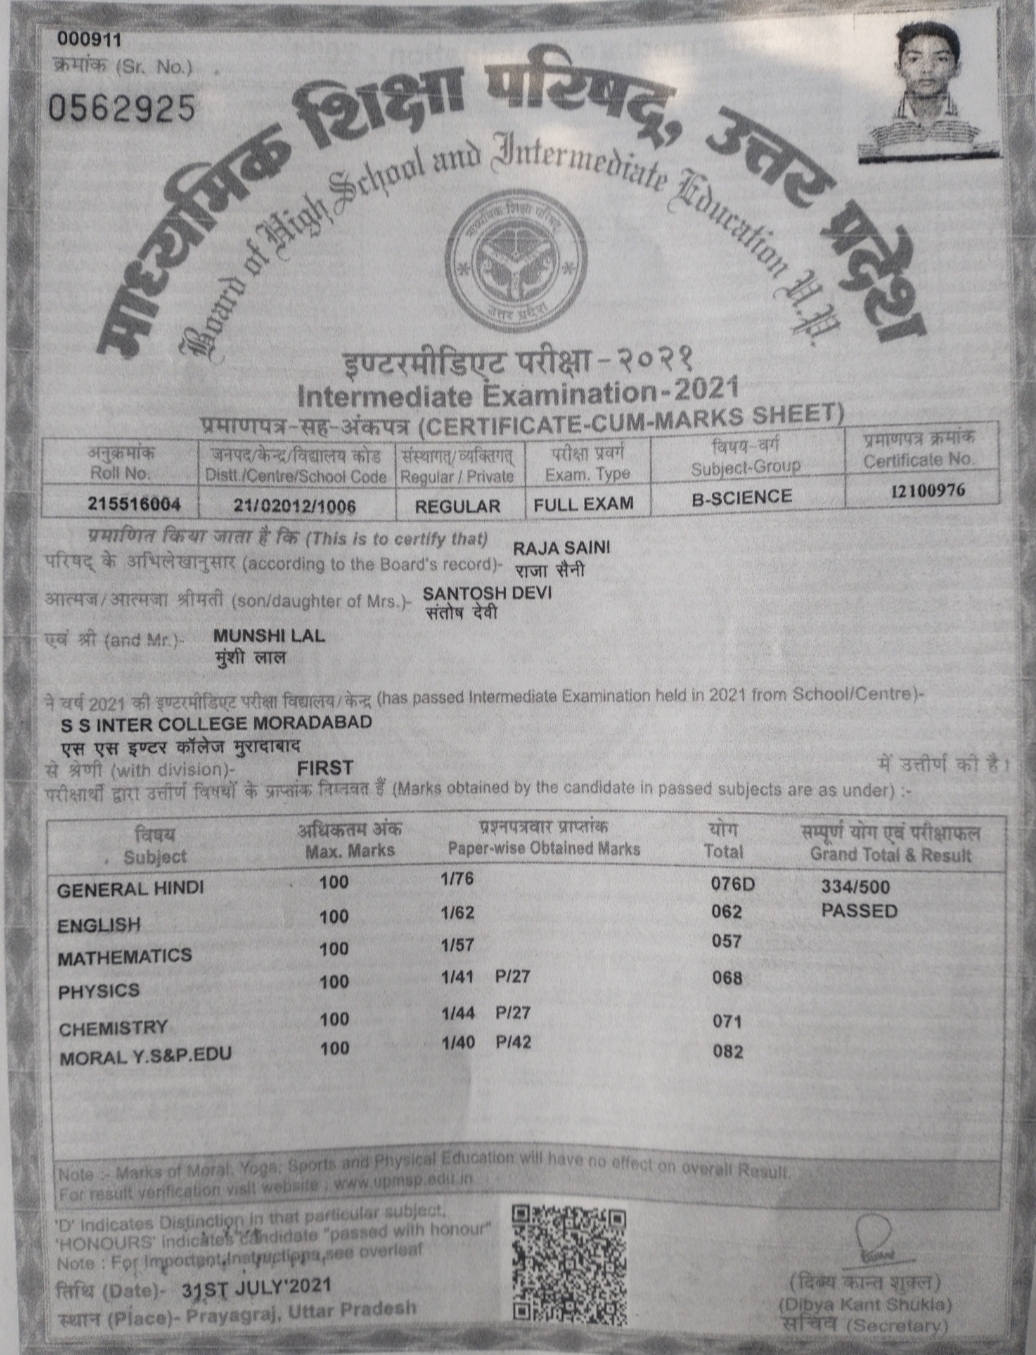 000911
क्रमांक (Sr. No.)
0562925
माध्यमिक शिक्षा परिषद्, उत्तर प्रदेश
Board of High School and Intermediate Education U.P.
माध्यमिक शिक्षा परिषद्
उत्तर प्रदेश
इण्टरमीडिएट परीक्षा-२०२१
Intermediate Examination-2021
प्रमाणपत्र-सह-अंकपत्र (CERTIFICATE-CUM-MARKS SHEET)
अनुक्रमांक जनपद/केन्द्र/विद्यालय कोड संस्थागत्/व्यक्तिगत् परीक्षा प्रवर्ग विषय-वर्ग प्रमाणपत्र क्रमांक
Roll No. Distt./Centre/School Code Regular / Private Exam. Type Subject-Group Certificate No.
215516004 21/02012/1006 REGULAR FULL EXAM B-SCIENCE 12100976
प्रमाणित किया जाता है कि (This is to certify that) RAJA SAINI
परिषद् के अभिलेखानुसार (according to the Board's record)- राजा सैनी
आत्मज/आत्मजा श्रीमती (son/daughter of Mrs.)- SANTOSH DEVI
संतोष देवी
एवं श्री (and Mr.)- MUNSHI LAL
मुंशी लाल
ने वर्ष 2021 की इण्टरमीडिएट परीक्षा विद्यालय/केन्द्र (has passed Intermediate Examination held in 2021 from School/Centre)-
S S INTER COLLEGE MORADABAD
एस एस इण्टर कॉलेज मुरादाबाद
से श्रेणी (with division)- FIRST में उत्तीर्ण की है।
परीक्षार्थी द्वारा उत्तीर्ण विषयों के प्राप्तांक निम्नवत हैं (Marks obtained by the candidate in passed subjects are as under) :-
विषय अधिकतम अंक प्रश्नपत्रवार प्राप्तांक योग सम्पूर्ण योग एवं परीक्षाफल
Subject Max. Marks Paper-wise Obtained Marks Total Grand Total & Result
GENERAL HINDI 100 1/76 076D 334/500
ENGLISH 100 1/62 062 PASSED
MATHEMATICS 100 1/57 057
PHYSICS 100 1/41 P/27 068
CHEMISTRY 100 1/44 P/27 071
MORAL Y.S&P.EDU 100 1/40 P/42 082
Note :- Marks of Moral, Yoga, Sports and Physical Education will have no effect on overall Result.
For result verification visit website : www.upmsp.edu.in
'D' Indicates Distinction in that particular subject.
'HONOURS' indicates candidate "passed with honour"
Note : For Important Instructions, see overleaf
तिथि (Date)- 31ST JULY'2021
स्थान (Place)- Prayagraj, Uttar Pradesh
(दिब्य कान्त शुक्ल)
(Dibya Kant Shukla)
सचिव (Secretary)